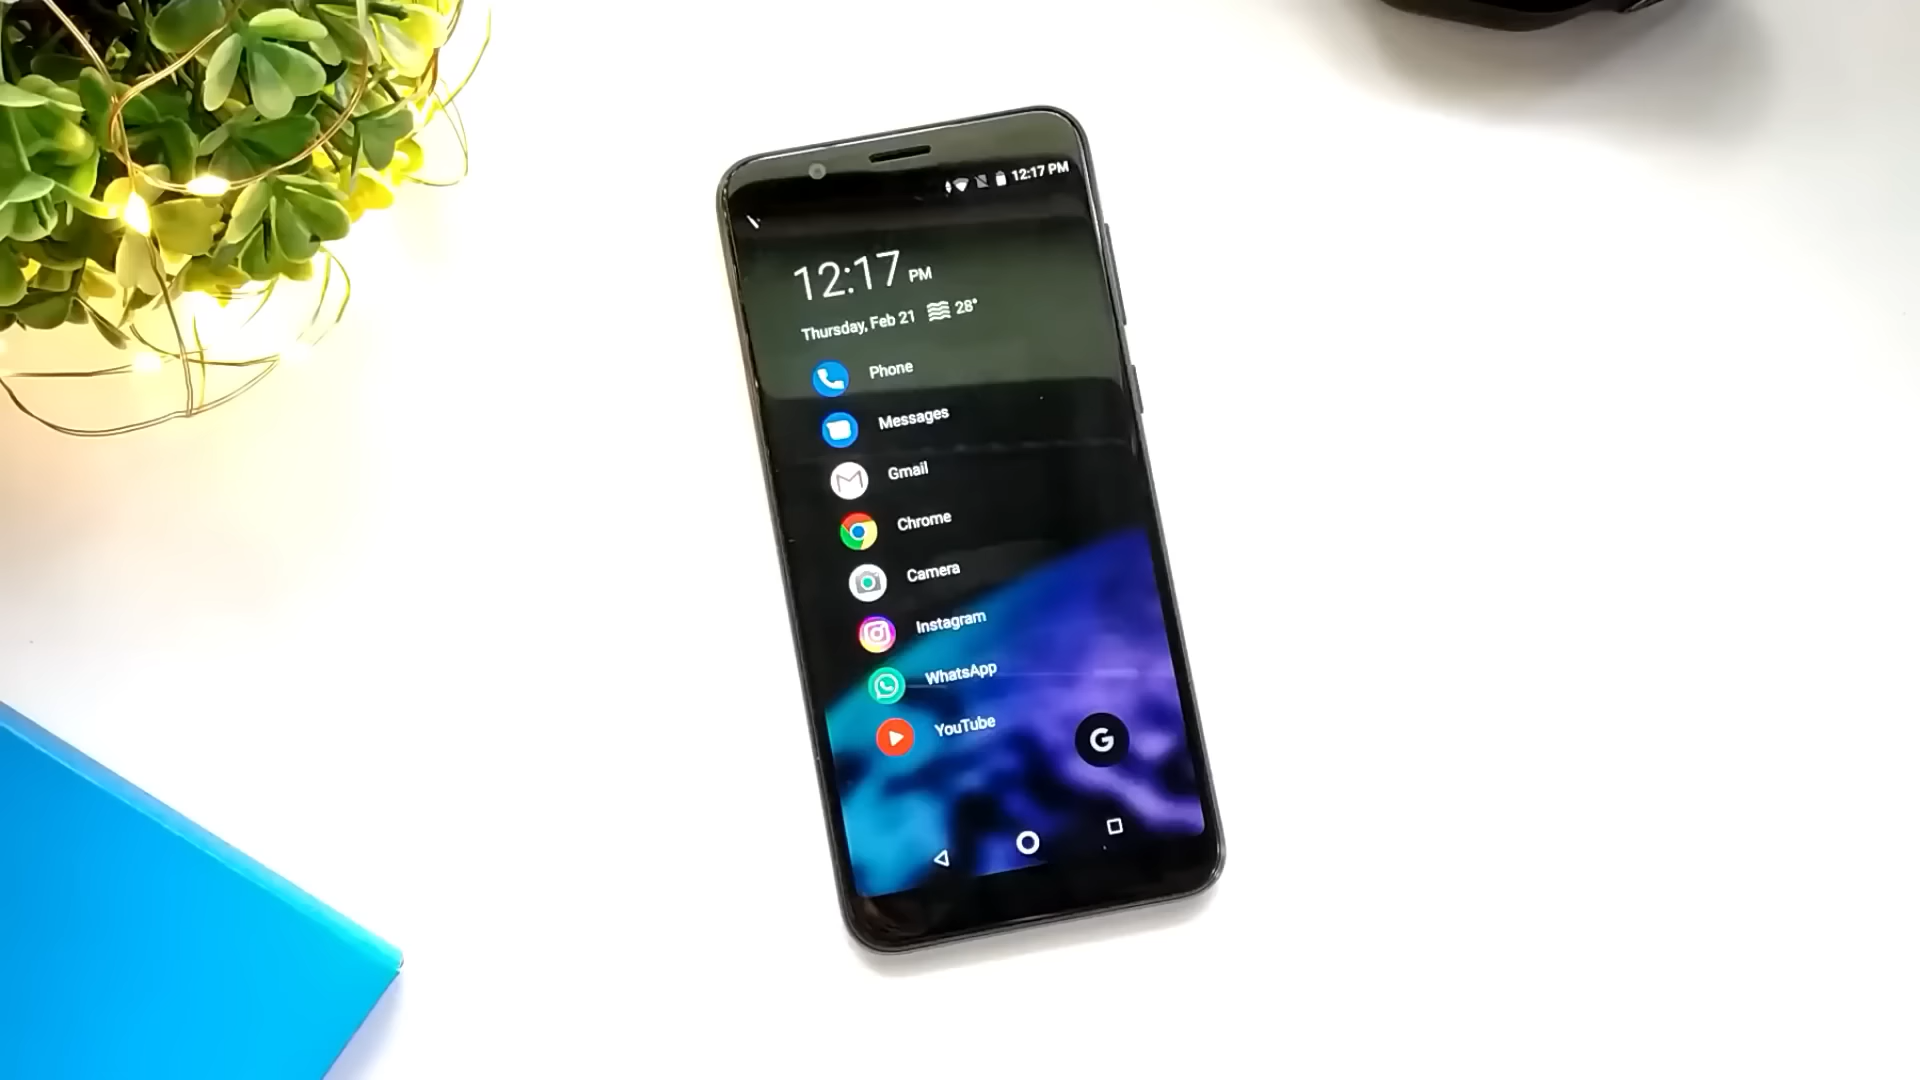 12:17 PM
12:17 PM
Thursday, Feb 21 28°
Phone
Messages
Gmail
Chrome
Camera
Instagram
WhatsApp
YouTube
G